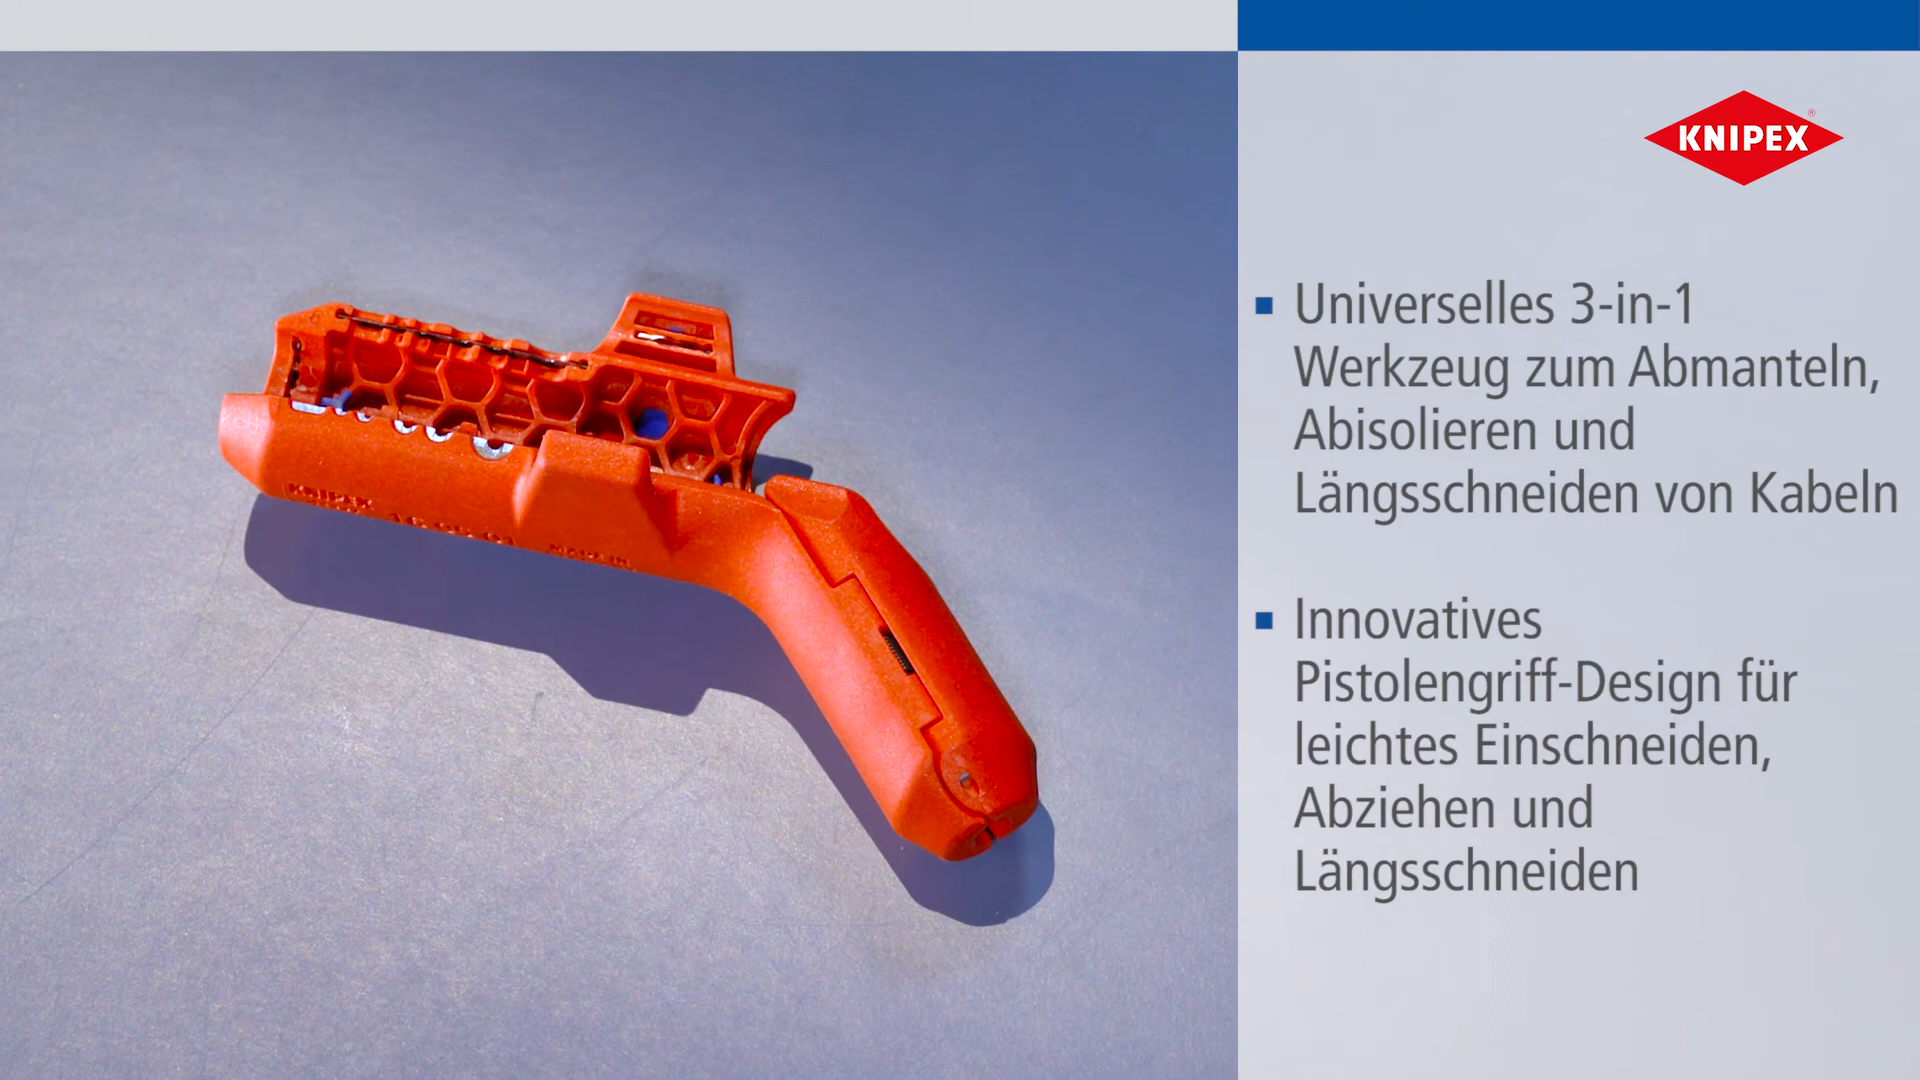 KNIPEX
Universelles 3-in-1
Werkzeug zum Abmanteln,
Abisolieren und
Längsschneiden von Kabeln
Innovatives
Pistolengriff-Design für
leichtes Einschneiden,
Abziehen und
Längsschneiden
KNIPEX